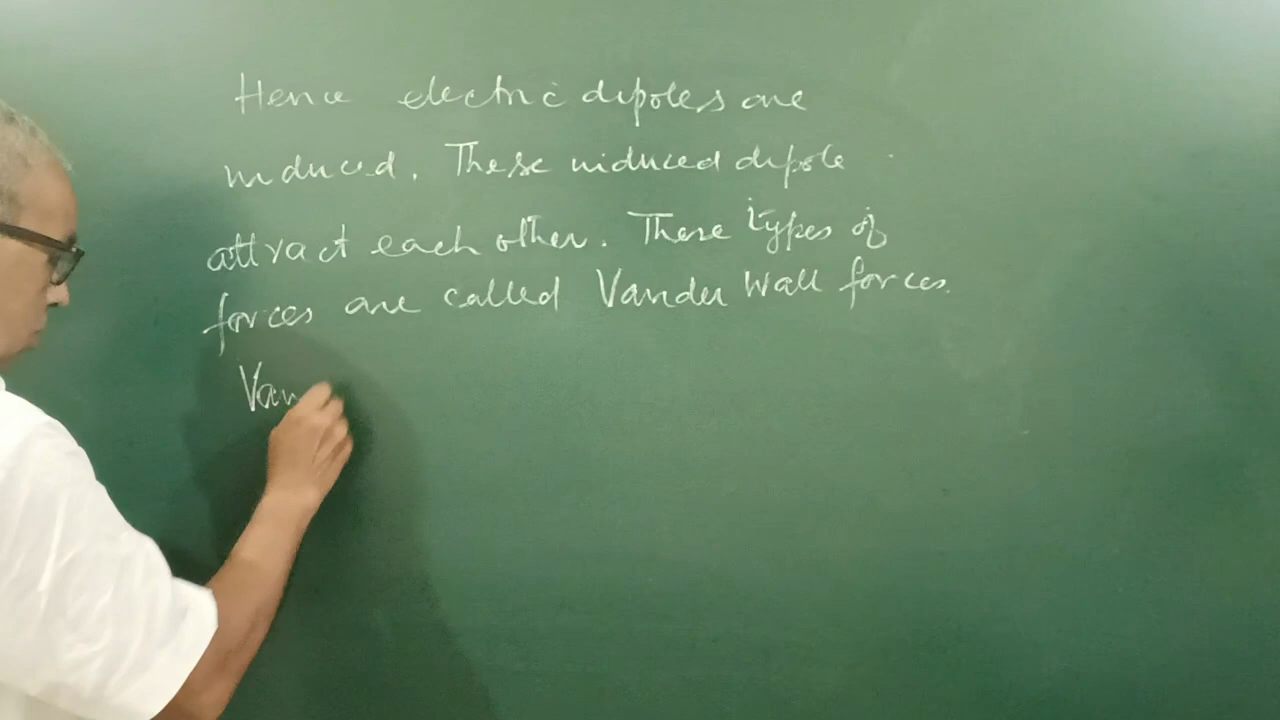 Hence electric dipoles are
induced. These induced dipole
attract each other. These types of
forces are called Vander Wall forces.
Van